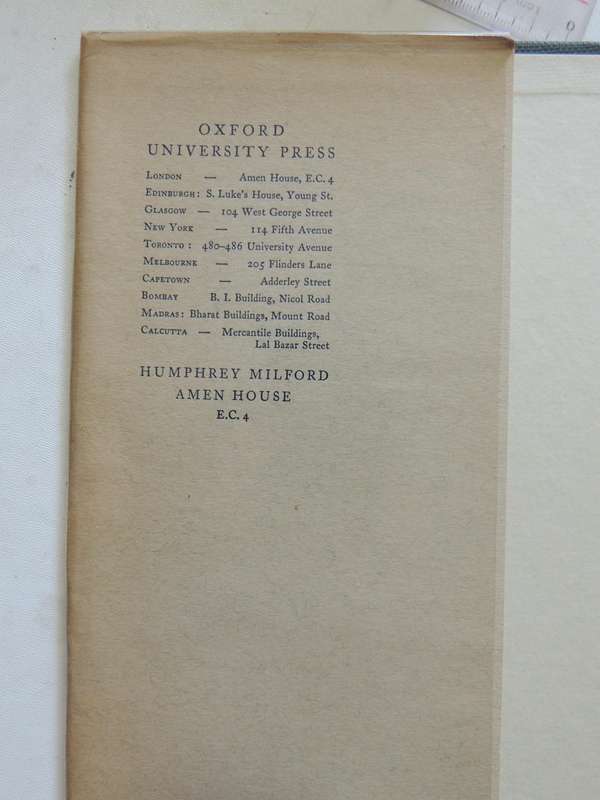 OXFORD
UNIVERSITY PRESS
LONDON — Amen House, E.C. 4
EDINBURGH: S. Luke's House, Young St.
GLASGOW — 104 West George Street
NEW YORK — 114 Fifth Avenue
TORONTO: 480–486 University Avenue
MELBOURNE — 205 Flinders Lane
CAPETOWN — Adderley Street
BOMBAY B. I. Building, Nicol Road
MADRAS: Bharat Buildings, Mount Road
CALCUTTA — Mercantile Buildings,
Lal Bazar Street
HUMPHREY MILFORD
AMEN HOUSE
E.C. 4